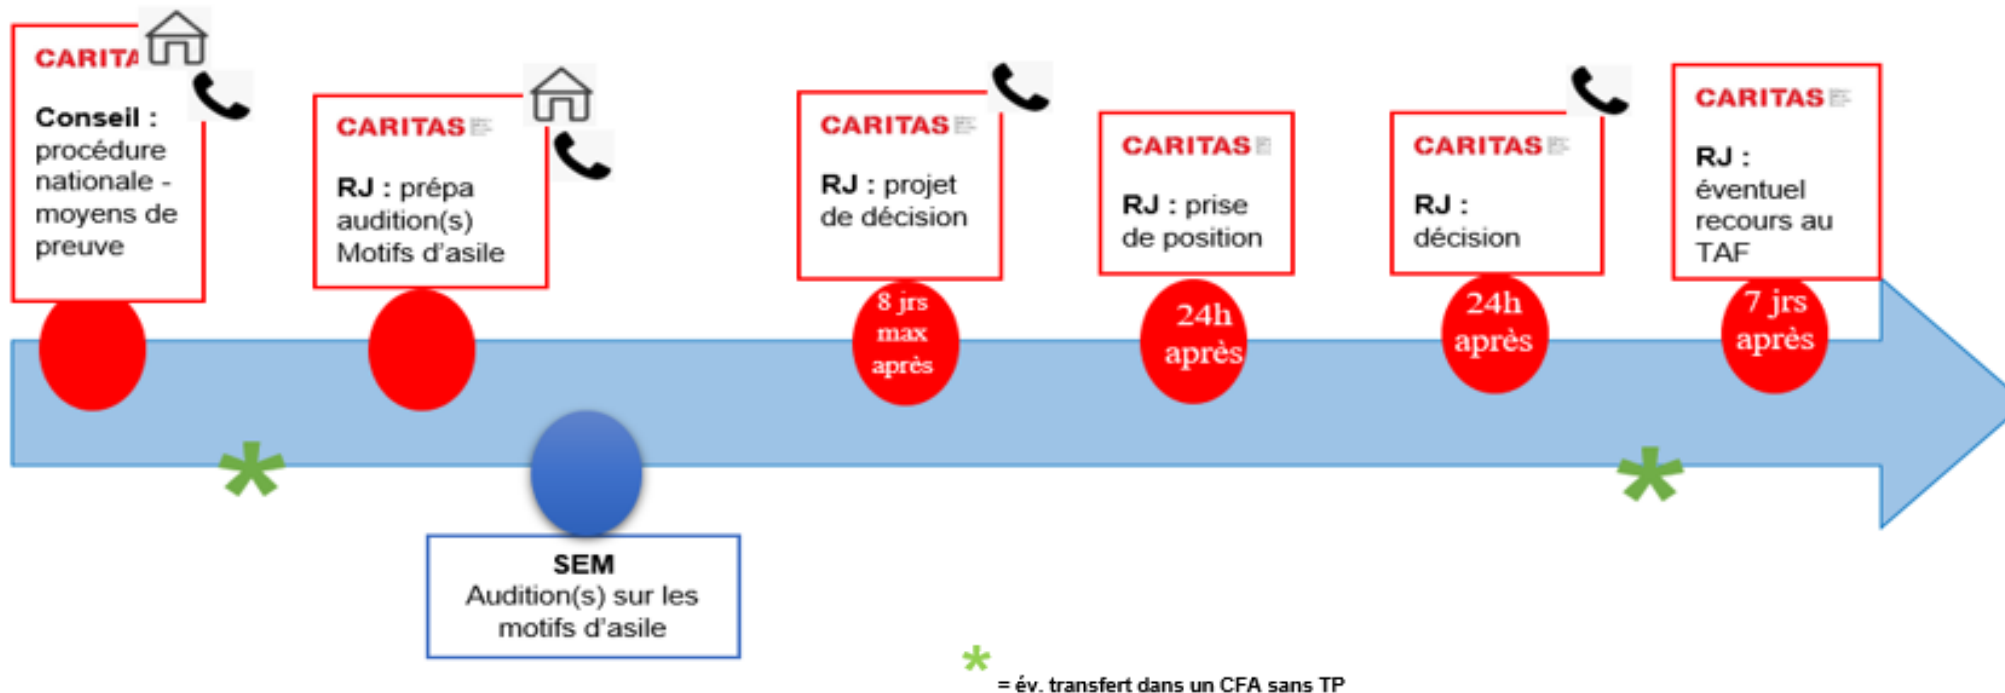 CARITA
Conseil :
procédure
nationale -
moyens de
preuve
CARITAS
RJ : prépa
audition(s)
Motifs d'asile
CARITAS
RJ : projet
de décision
CARITAS
RJ : prise
de position
CARITAS
RJ :
décision
CARITAS
RJ :
éventuel
recours au
TAF
8 jrs
max
après
24h
après
24h
après
7 jrs
après
SEM
Audition(s) sur les
motifs d'asile
* = év. transfert dans un CFA sans TP